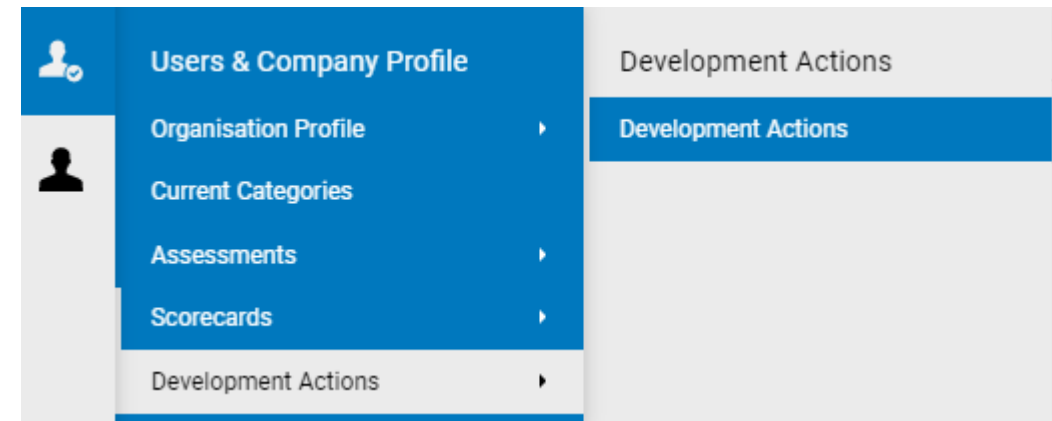 Users & Company Profile
Organisation Profile
Current Categories
Assessments
Scorecards
Development Actions
Development Actions
Development Actions